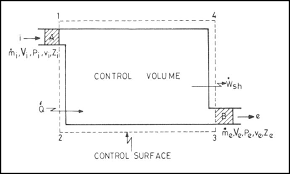 1
4
i
A
ṁi, Vi, Pi, vi, Zi
CONTROL VOLUME
Ẇsh
Q̇
B
e
2
3
ṁe, Ve, Pe, ve, Ze
CONTROL SURFACE